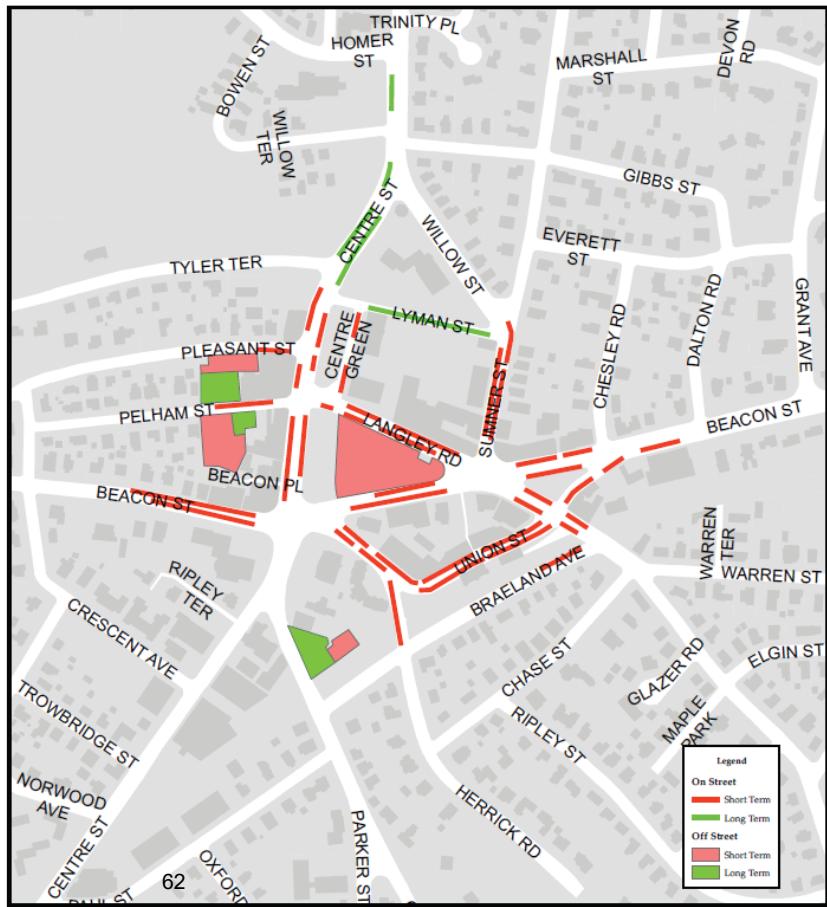 TRINITY PL
HOMER
ST
BOWEN ST
MARSHALL
ST
DEVON
RD
WILLOW
TER
GIBBS ST
CENTRE ST
WILLOW ST
EVERETT
ST
TYLER TER
GRANT AVE
DALTON RD
CHESLEY RD
LYMAN ST
CENTRE
GREEN
PLEASANT ST
SUMNER ST
PELHAM ST
LANGLEY RD
BEACON ST
BEACON PL
BEACON ST
UNION ST
WARREN
TER
BRAELAND AVE
WARREN ST
RIPLEY
TER
CRESCENT AVE
CHASE ST
GLAZER RD
ELGIN ST
TROWBRIDGE ST
RIPLEY ST
MAPLE
PARK
NORWOOD
AVE
HERRICK RD
PARKER ST
CENTRE ST
OXFORD
PAUL ST
62
Legend
On Street
Short Term
Long Term
Off Street
Short Term
Long Term